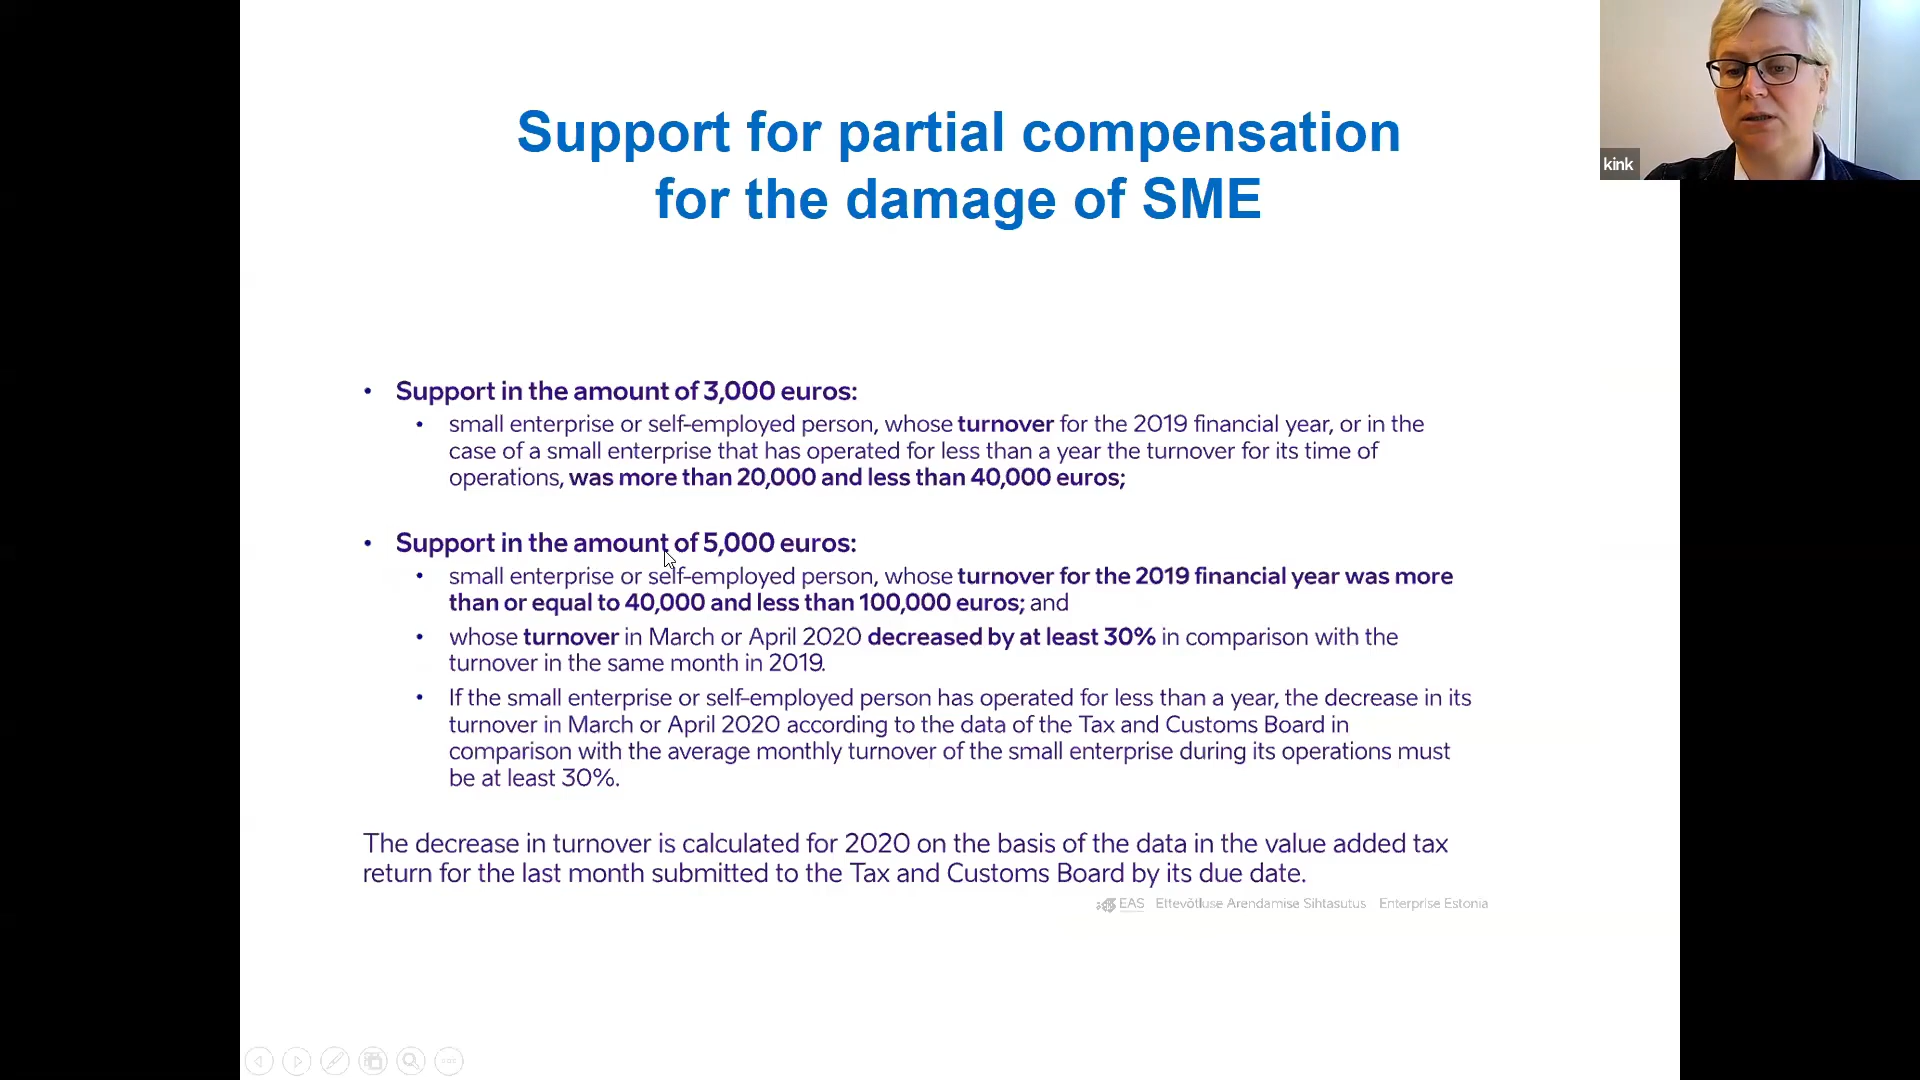 Support for partial compensation
for the damage of SME
kink
• Support in the amount of 3,000 euros:
• small enterprise or self-employed person, whose turnover for the 2019 financial year, or in the
case of a small enterprise that has operated for less than a year the turnover for its time of
operations, was more than 20,000 and less than 40,000 euros;
• Support in the amount of 5,000 euros:
• small enterprise or self-employed person, whose turnover for the 2019 financial year was more
than or equal to 40,000 and less than 100,000 euros; and
• whose turnover in March or April 2020 decreased by at least 30% in comparison with the
turnover in the same month in 2019.
• If the small enterprise or self-employed person has operated for less than a year, the decrease in its
turnover in March or April 2020 according to the data of the Tax and Customs Board in
comparison with the average monthly turnover of the small enterprise during its operations must
be at least 30%.
The decrease in turnover is calculated for 2020 on the basis of the data in the value added tax
return for the last month submitted to the Tax and Customs Board by its due date.
EAS Ettevõtluse Arendamise Sihtasutus Enterprise Estonia